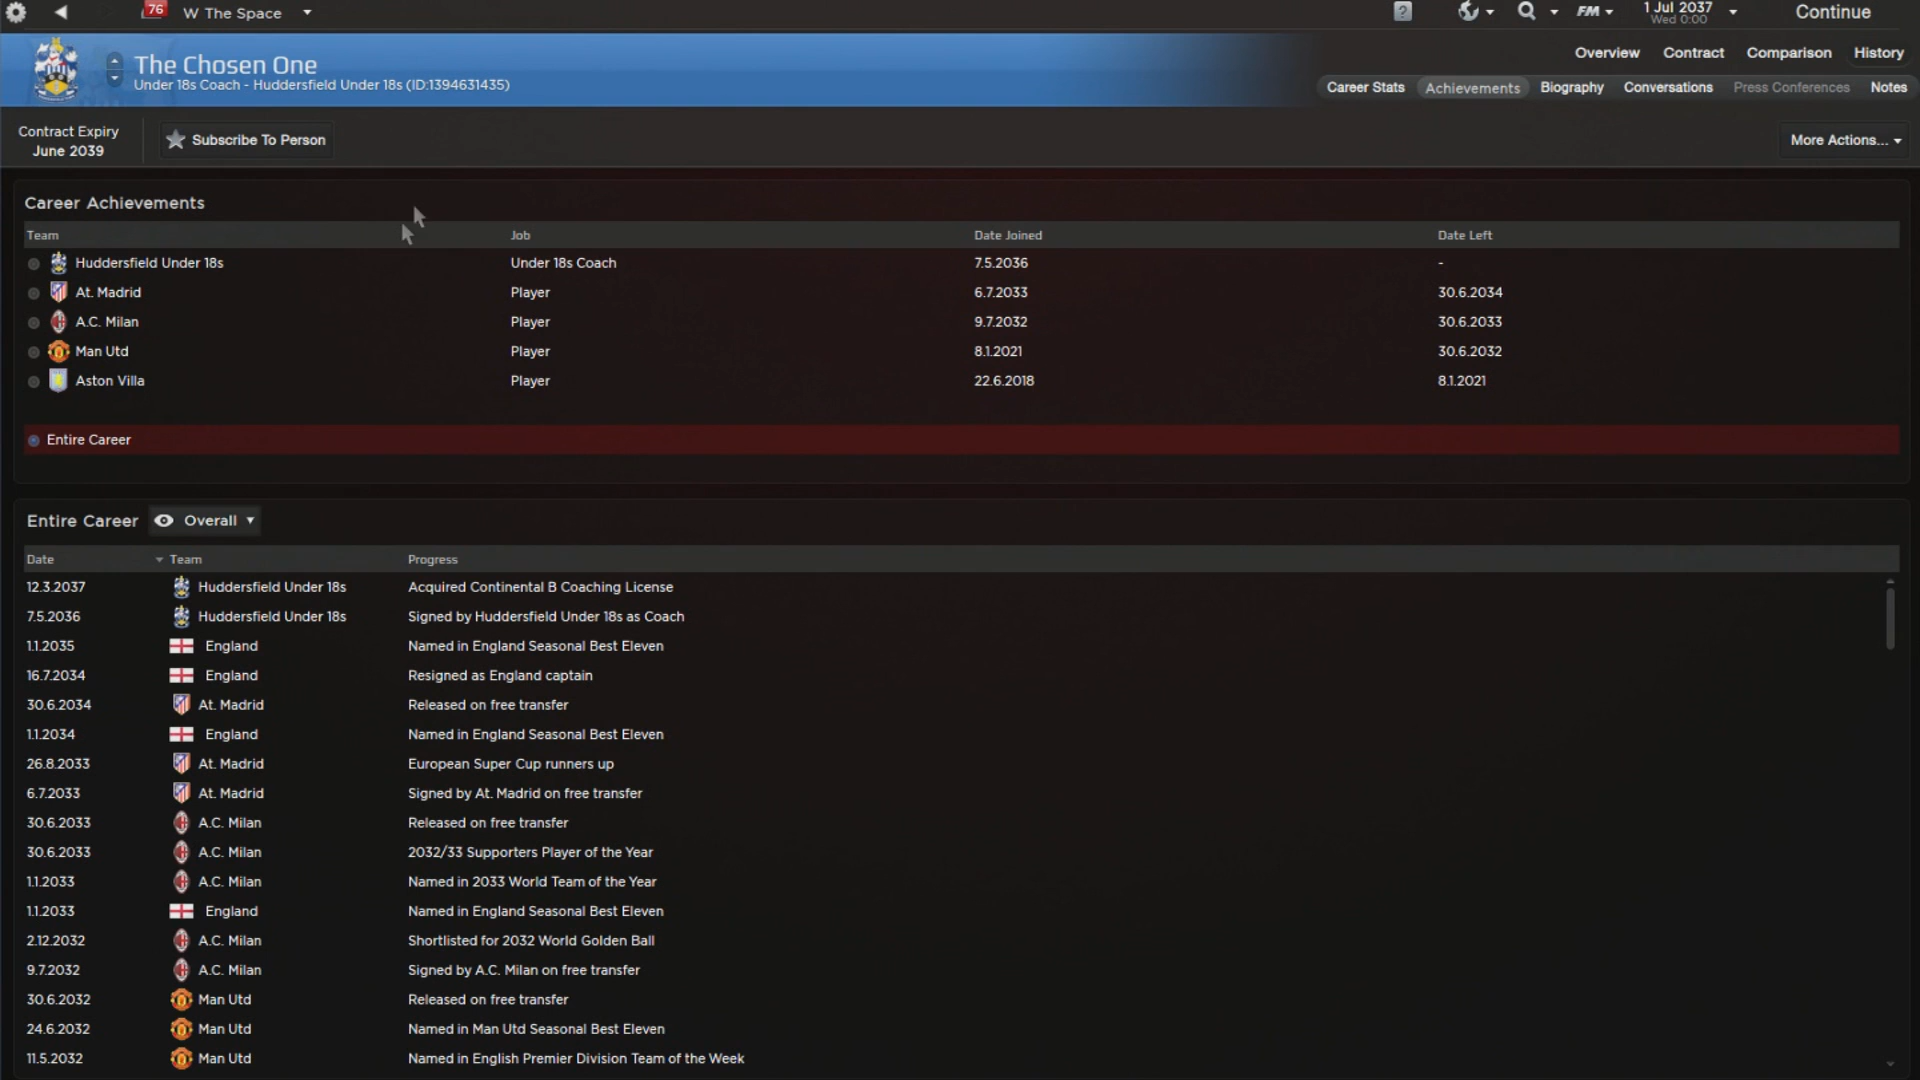 76 W The Space
? FM 1 Jul 2037 Continue
Wed 0:00
The Chosen One
Under 18s Coach - Huddersfield Under 18s (ID:1394631435)
Overview Contract Comparison History
Career Stats Achievements Biography Conversations Press Conferences Notes
Contract Expiry
June 2039
Subscribe To Person
More Actions...
Career Achievements
Team Job Date Joined Date Left
Huddersfield Under 18s Under 18s Coach 7.5.2036 -
At. Madrid Player 6.7.2033 30.6.2034
A.C. Milan Player 9.7.2032 30.6.2033
Man Utd Player 8.1.2021 30.6.2032
Aston Villa Player 22.6.2018 8.1.2021
Entire Career
Entire Career Overall
Date Team Progress
12.3.2037 Huddersfield Under 18s Acquired Continental B Coaching License
7.5.2036 Huddersfield Under 18s Signed by Huddersfield Under 18s as Coach
1.1.2035 England Named in England Seasonal Best Eleven
16.7.2034 England Resigned as England captain
30.6.2034 At. Madrid Released on free transfer
1.1.2034 England Named in England Seasonal Best Eleven
26.8.2033 At. Madrid European Super Cup runners up
6.7.2033 At. Madrid Signed by At. Madrid on free transfer
30.6.2033 A.C. Milan Released on free transfer
30.6.2033 A.C. Milan 2032/33 Supporters Player of the Year
1.1.2033 A.C. Milan Named in 2033 World Team of the Year
1.1.2033 England Named in England Seasonal Best Eleven
2.12.2032 A.C. Milan Shortlisted for 2032 World Golden Ball
9.7.2032 A.C. Milan Signed by A.C. Milan on free transfer
30.6.2032 Man Utd Released on free transfer
24.6.2032 Man Utd Named in Man Utd Seasonal Best Eleven
11.5.2032 Man Utd Named in English Premier Division Team of the Week